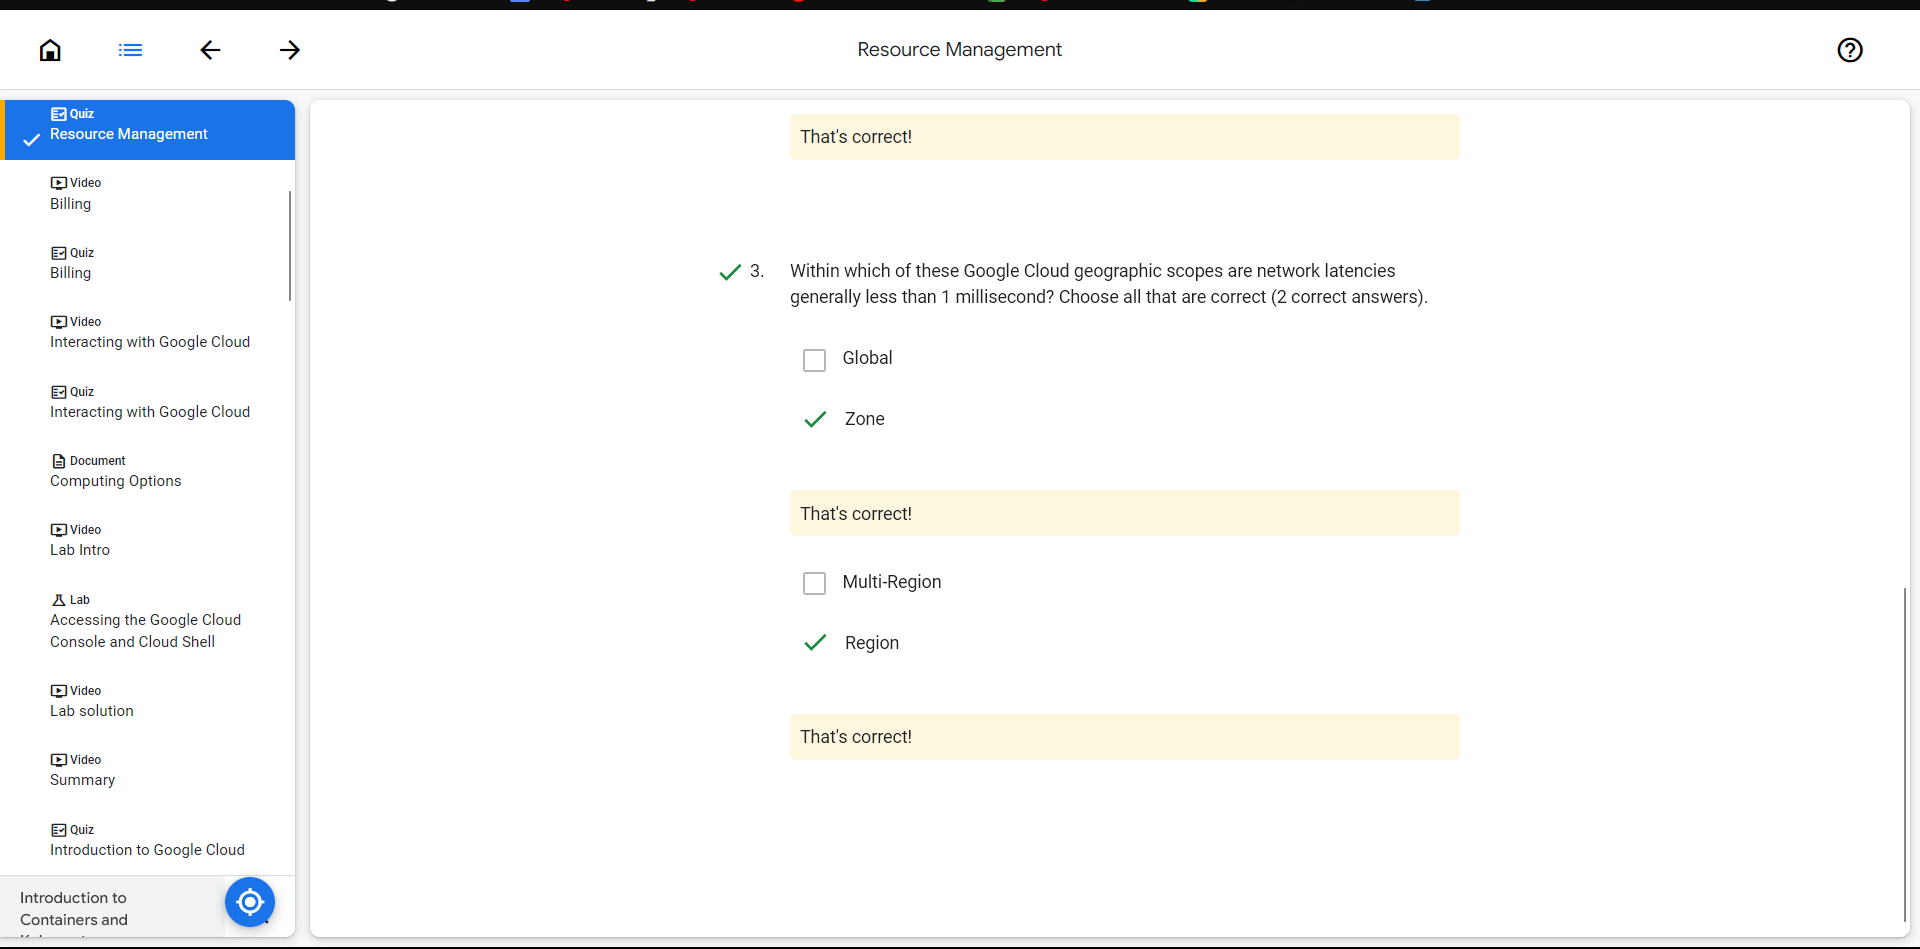 Resource Management
Quiz
Resource Management
Video
Billing
Quiz
Billing
Video
Interacting with Google Cloud
Quiz
Interacting with Google Cloud
Document
Computing Options
Video
Lab Intro
Lab
Accessing the Google Cloud
Console and Cloud Shell
Video
Lab solution
Video
Summary
Quiz
Introduction to Google Cloud
Introduction to
Containers and
That's correct!
3. Within which of these Google Cloud geographic scopes are network latencies
generally less than 1 millisecond? Choose all that are correct (2 correct answers).
Global
Zone
That's correct!
Multi-Region
Region
That's correct!